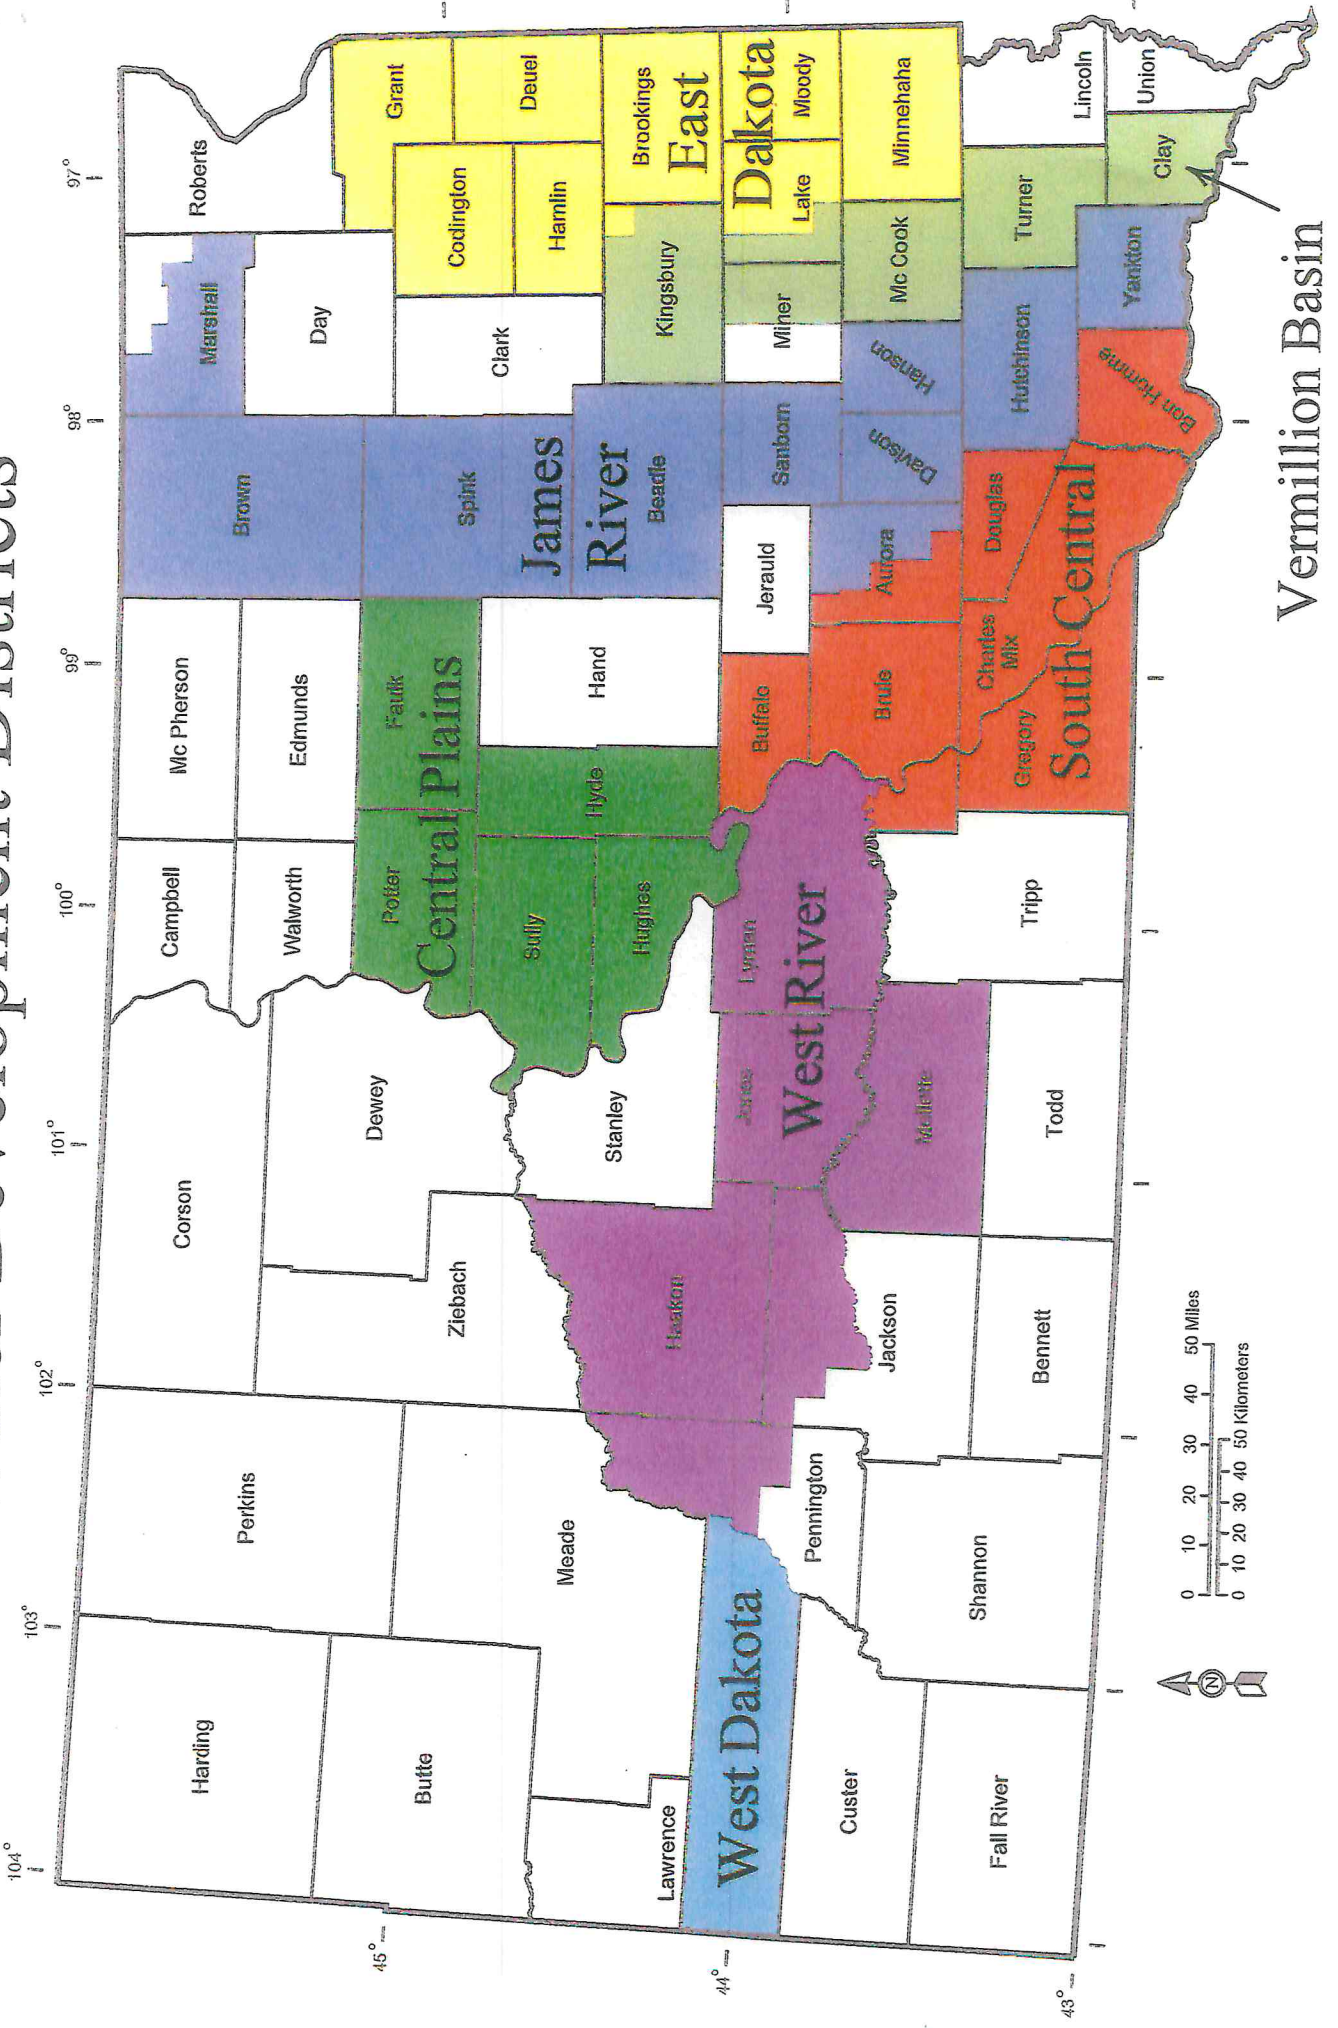 Development Districts
104°
103°
102°
101°
100°
99°
98°
97°
45°
44°
43°
Harding
Perkins
Corson
Campbell
Mc Pherson
Brown
Marshall
Roberts
Butte
Meade
Ziebach
Dewey
Walworth
Edmunds
Day
Grant
Potter
Faulk
Central Plains
Spink
Clark
Codington
Hamlin
Deuel
Sully
Hyde
Hand
James
River
Beadle
Kingsbury
Brookings
East
Dakota
Lawrence
Haakon
Stanley
Hughes
West Dakota
Pennington
Jones
Lyman
West River
Buffalo
Jerauld
Sanborn
Miner
Lake
Moody
Custer
Jackson
Mellette
Brule
Aurora
Davison
Hanson
Mc Cook
Minnehaha
Fall River
Shannon
Bennett
Todd
Tripp
Gregory
Charles
Mix
Douglas
South Central
Hutchinson
Turner
Lincoln
Bon Homme
Yankton
Clay
Union
Vermillion Basin
N
0 10 20 30 40 50 Miles
0 10 20 30 40 50 Kilometers